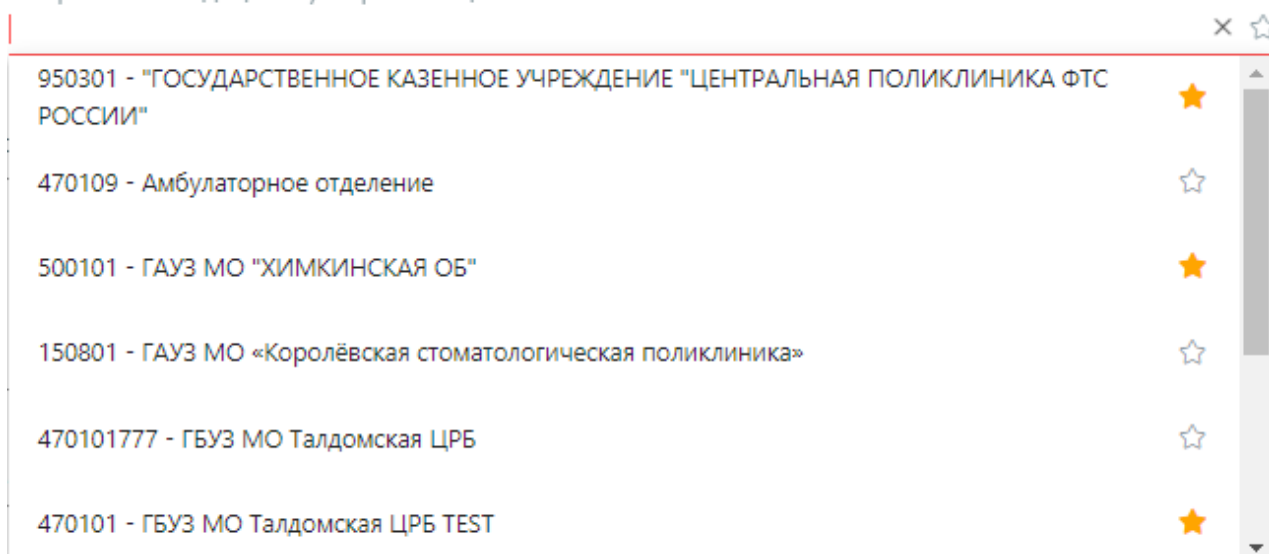 950301 - "ГОСУДАРСТВЕННОЕ КАЗЕННОЕ УЧРЕЖДЕНИЕ "ЦЕНТРАЛЬНАЯ ПОЛИКЛИНИКА ФТС
РОССИИ"
470109 - Амбулаторное отделение
500101 - ГАУЗ МО "ХИМКИНСКАЯ ОБ"
150801 - ГАУЗ МО «Королёвская стоматологическая поликлиника»
470101777 - ГБУЗ МО Талдомская ЦРБ
470101 - ГБУЗ МО Талдомская ЦРБ TEST